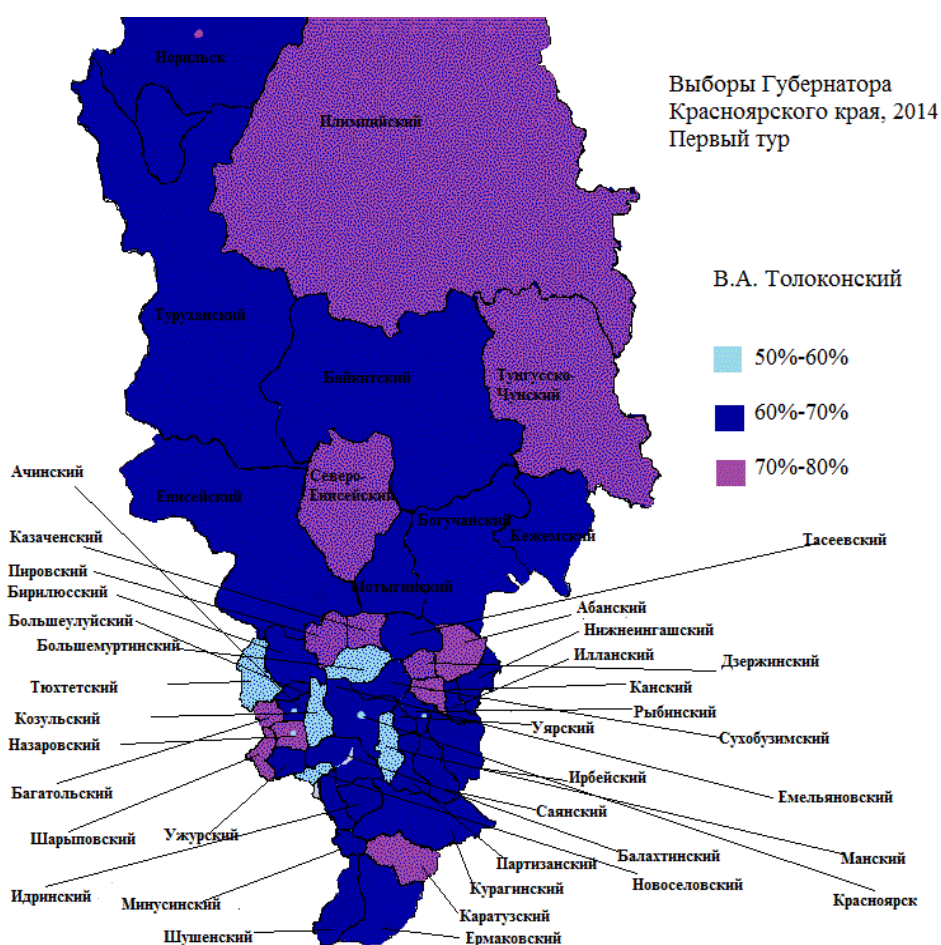 Выборы Губернатора
Красноярского края, 2014
Первый тур
В.А. Толоконский
50%-60%
60%-70%
70%-80%
Норильск
Илимпийский
Туруханский
Байкитский
Тунгусско-
Чунский
Северо-
Енисейский
Енисейский
Богучанский
Кежемский
Мотыгинский
Ачинский
Казаченский
Пировский
Бирилюсский
Большеулуйский
Большемуртинский
Тюхтетский
Козульский
Назаровский
Багатольский
Шарыповский
Ужурский
Идринский
Минусинский
Шушенский
Тасеевский
Абанский
Нижнеингашский
Илланский
Дзержинский
Канский
Рыбинский
Уярский
Сухобузимский
Ирбейский
Емельяновский
Саянский
Партизанский
Балахтинский
Манский
Новоселовский
Курагинский
Красноярск
Каратузский
Ермаковский